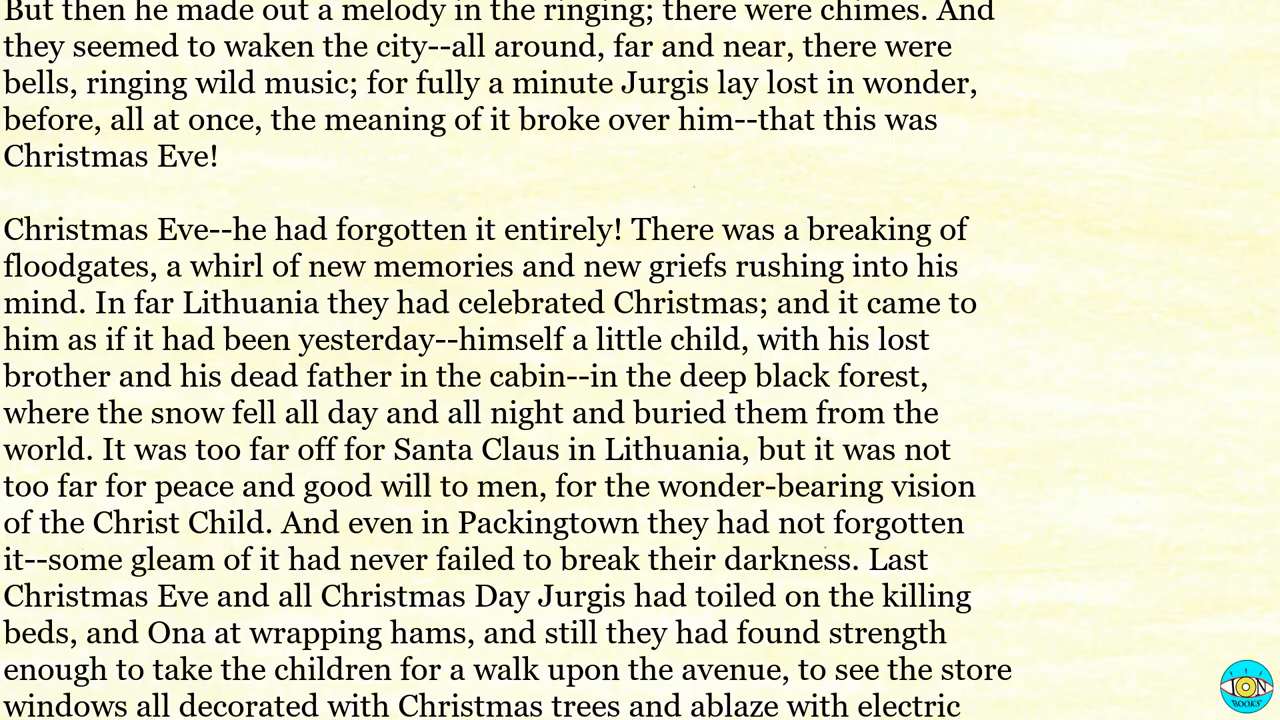 But then he made out a melody in the ringing; there were chimes. And
they seemed to waken the city--all around, far and near, there were
bells, ringing wild music; for fully a minute Jurgis lay lost in wonder,
before, all at once, the meaning of it broke over him--that this was
Christmas Eve!
Christmas Eve--he had forgotten it entirely! There was a breaking of
floodgates, a whirl of new memories and new griefs rushing into his
mind. In far Lithuania they had celebrated Christmas; and it came to
him as if it had been yesterday--himself a little child, with his lost
brother and his dead father in the cabin--in the deep black forest,
where the snow fell all day and all night and buried them from the
world. It was too far off for Santa Claus in Lithuania, but it was not
too far for peace and good will to men, for the wonder-bearing vision
of the Christ Child. And even in Packingtown they had not forgotten
it--some gleam of it had never failed to break their darkness. Last
Christmas Eve and all Christmas Day Jurgis had toiled on the killing
beds, and Ona at wrapping hams, and still they had found strength
enough to take the children for a walk upon the avenue, to see the store
windows all decorated with Christmas trees and ablaze with electric
ION
BOOKS